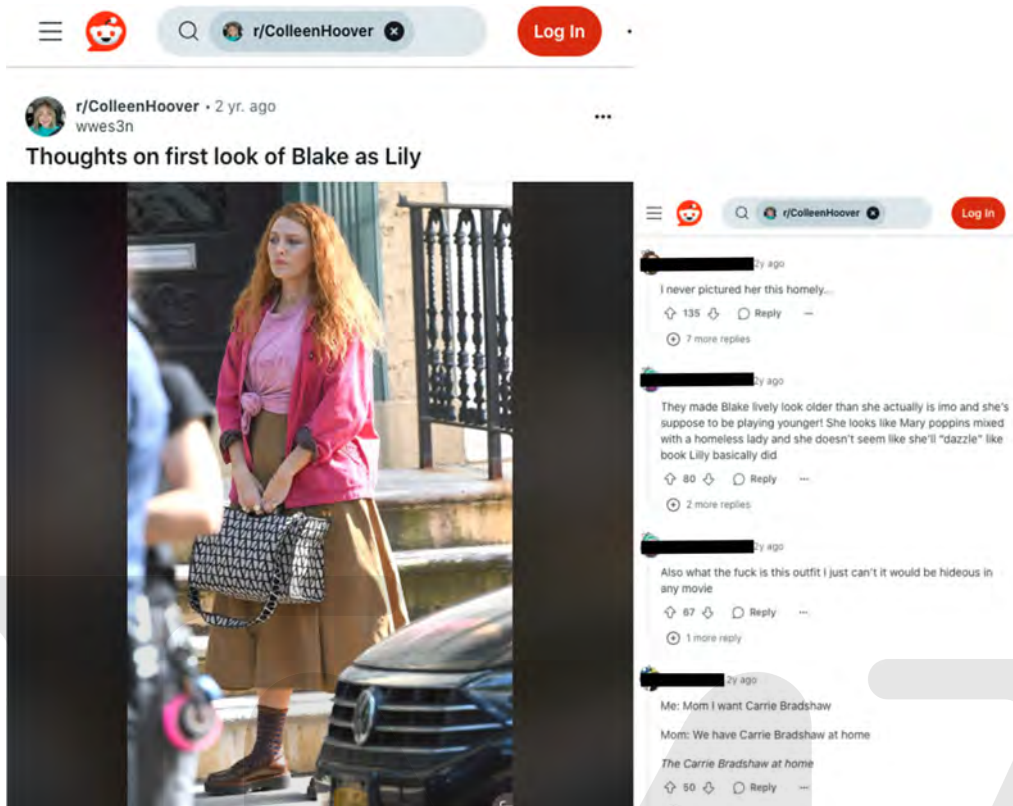 r/ColleenHoover
Log In
r/ColleenHoover • 2 yr. ago
wwes3n
Thoughts on first look of Blake as Lily
r/ColleenHoover
Log In
2y ago
I never pictured her this homely...
135
Reply
7 more replies
2y ago
They made Blake lively look older than she actually is imo and she's
suppose to be playing younger! She looks like Mary poppins mixed
with a homeless lady and she doesn't seem like she'll "dazzle" like
book Lilly basically did
80
Reply
2 more replies
2y ago
Also what the fuck is this outfit I just can't it would be hideous in
any movie
67
Reply
1 more reply
2y ago
Me: Mom I want Carrie Bradshaw
Mom: We have Carrie Bradshaw at home
The Carrie Bradshaw at home
50
Reply